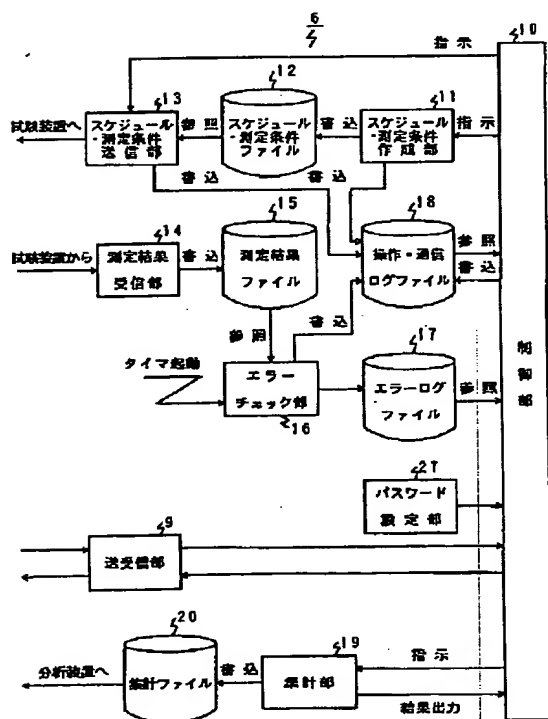 6
10
指示
12
13
11
試験装置へ
スケジュール
・測定条件
送信部
参照
スケジュール
・測定条件
ファイル
書込
スケジュール
・測定条件
作成部
指示
書込
書込
15
18
14
試験装置から
測定結果
受信部
書込
測定結果
ファイル
操作・通信
ログファイル
参照
書込
参照
書込
17
タイマ起動
エラー
チェック部
16
エラーログ
ファイル
参照
制御部
21
パスワード
設定部
9
送受信部
20
19
分析装置へ
集計ファイル
書込
集計部
指示
結果出力